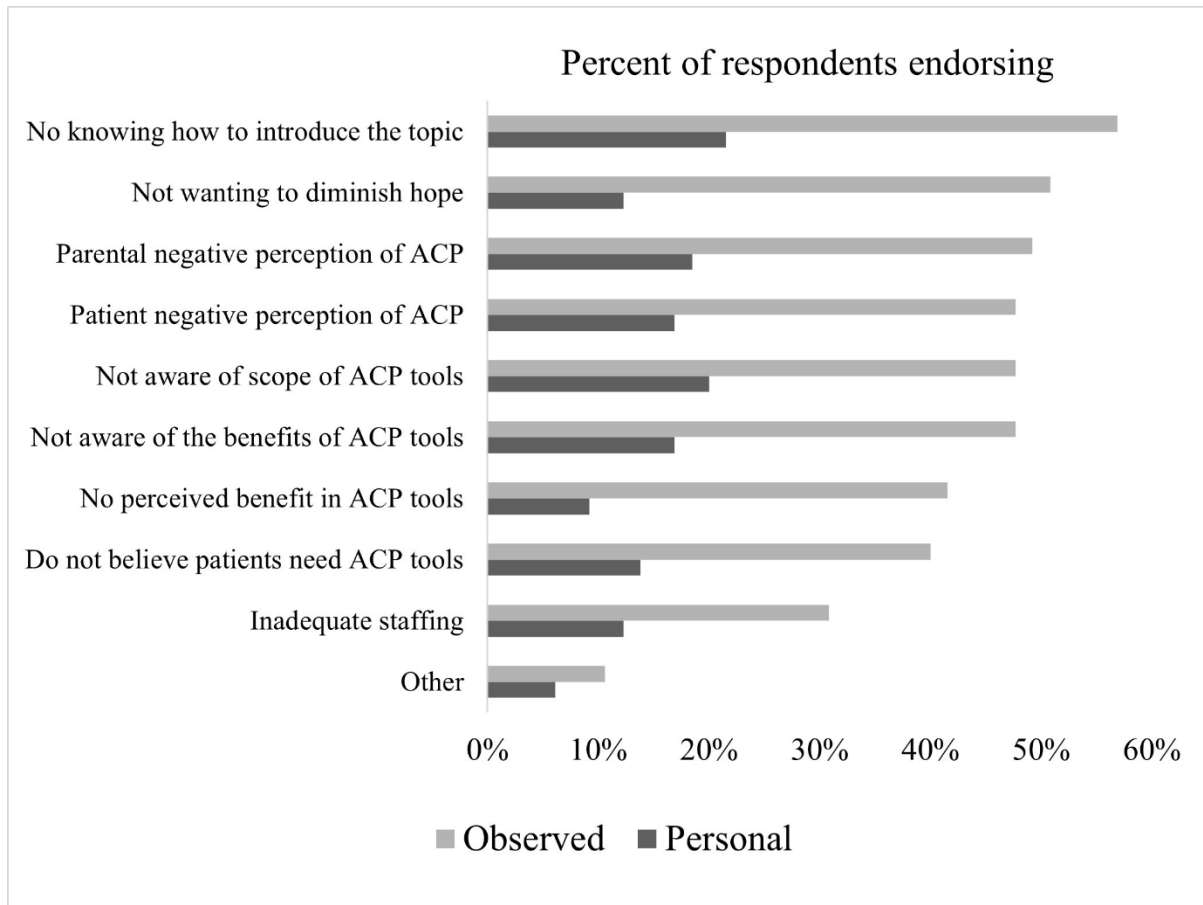 Percent of respondents endorsing
No knowing how to introduce the topic
Not wanting to diminish hope
Parental negative perception of ACP
Patient negative perception of ACP
Not aware of scope of ACP tools
Not aware of the benefits of ACP tools
No perceived benefit in ACP tools
Do not believe patients need ACP tools
Inadequate staffing
Other
0% 10% 20% 30% 40% 50% 60%
Observed Personal